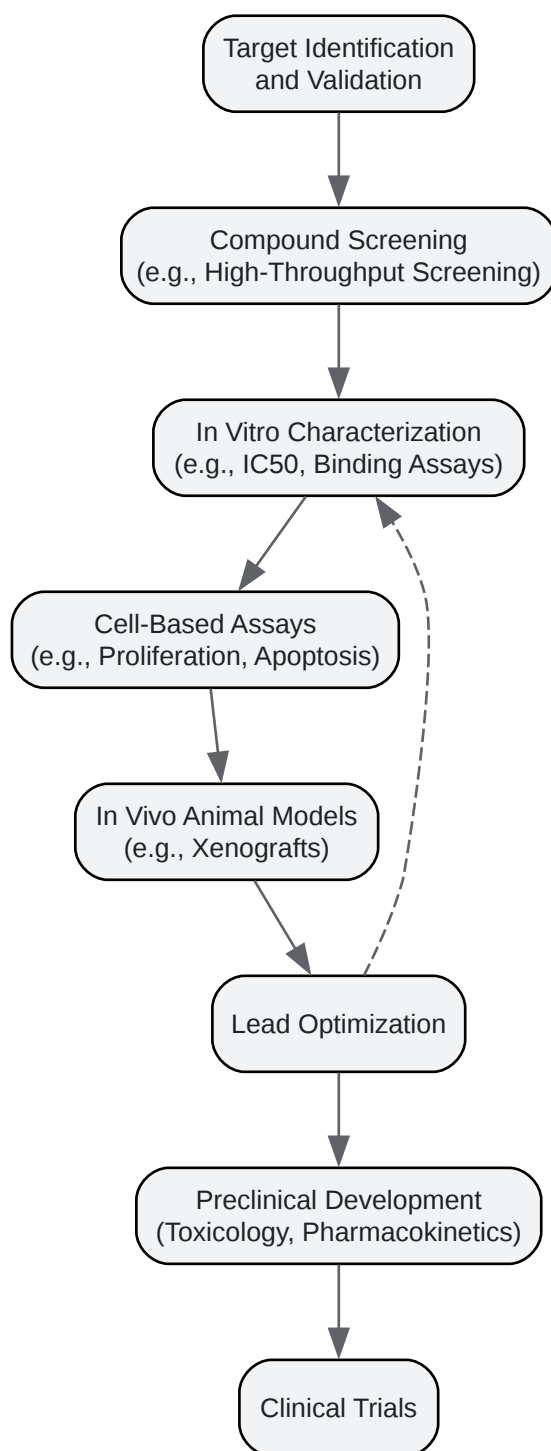 Target Identification
and Validation
Compound Screening
(e.g., High-Throughput Screening)
In Vitro Characterization
(e.g., IC50, Binding Assays)
Cell-Based Assays
(e.g., Proliferation, Apoptosis)
In Vivo Animal Models
(e.g., Xenografts)
Lead Optimization
Preclinical Development
(Toxicology, Pharmacokinetics)
Clinical Trials